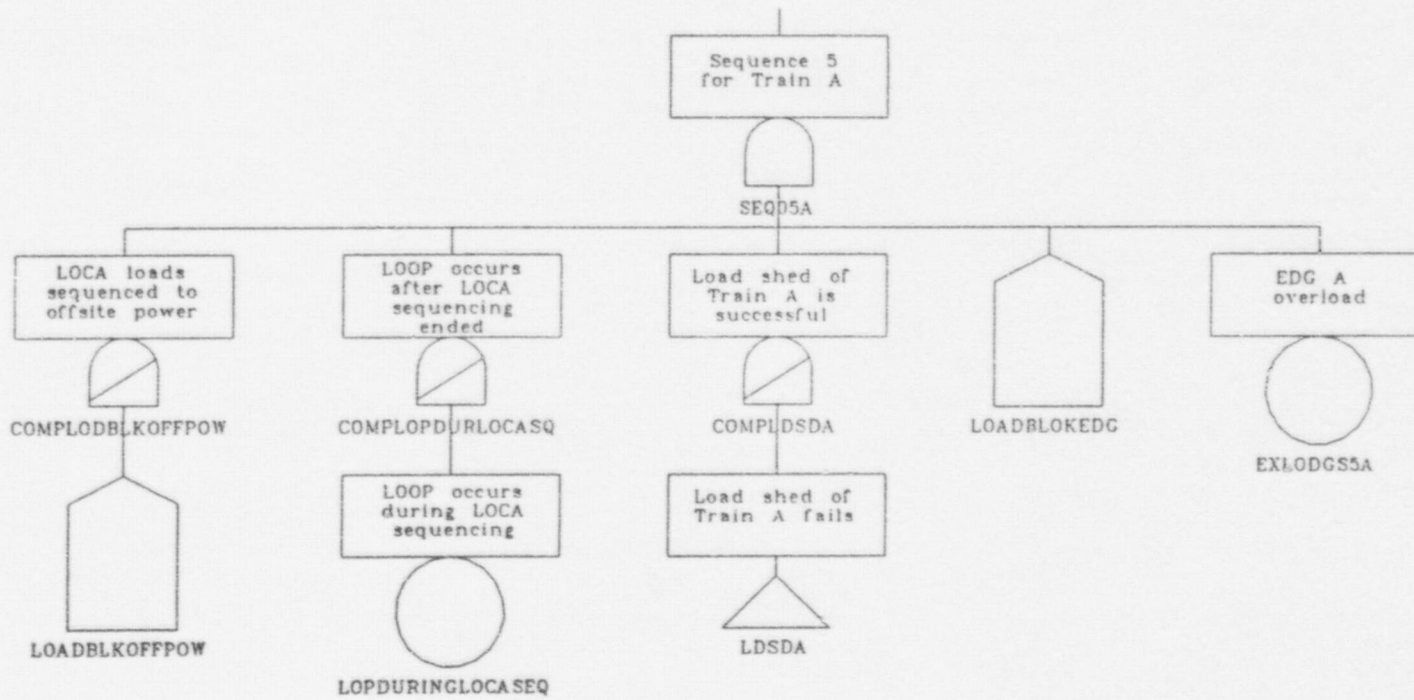 Sequence 5
for Train A
SEQ05A
LOCA loads
sequenced to
offsite power
COMPLODBLKOFFPOW
LOADBLKOFFPOW
LOOP occurs
after LOCA
sequencing
ended
COMPLOPDURLOCASQ
LOOP occurs
during LOCA
sequencing
LOPDURINGLOCASEQ
Load shed of
Train A is
successful
COMPLDSDA
Load shed of
Train A fails
LDSDA
LOADBLOKEDG
EDG A
overload
EXLODGS5A